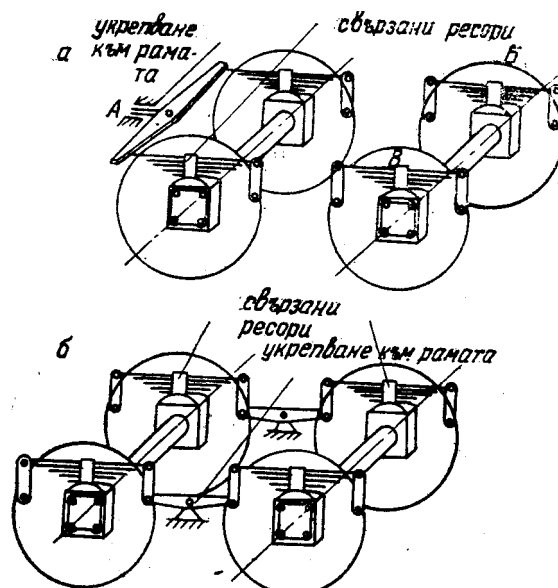 а
укрепване
към рама-
та
свързани ресори
А
Б
В
свързани
ресори
б
укрепване към рамата